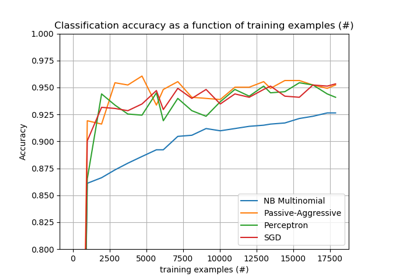 Classification accuracy as a function of training examples (#)
1.000
0.975
0.950
0.925
0.900
0.875
0.850
0.825
0.800
Accuracy
NB Multinomial
Passive-Aggressive
Perceptron
SGD
0 2500 5000 7500 10000 12500 15000 17500
training examples (#)